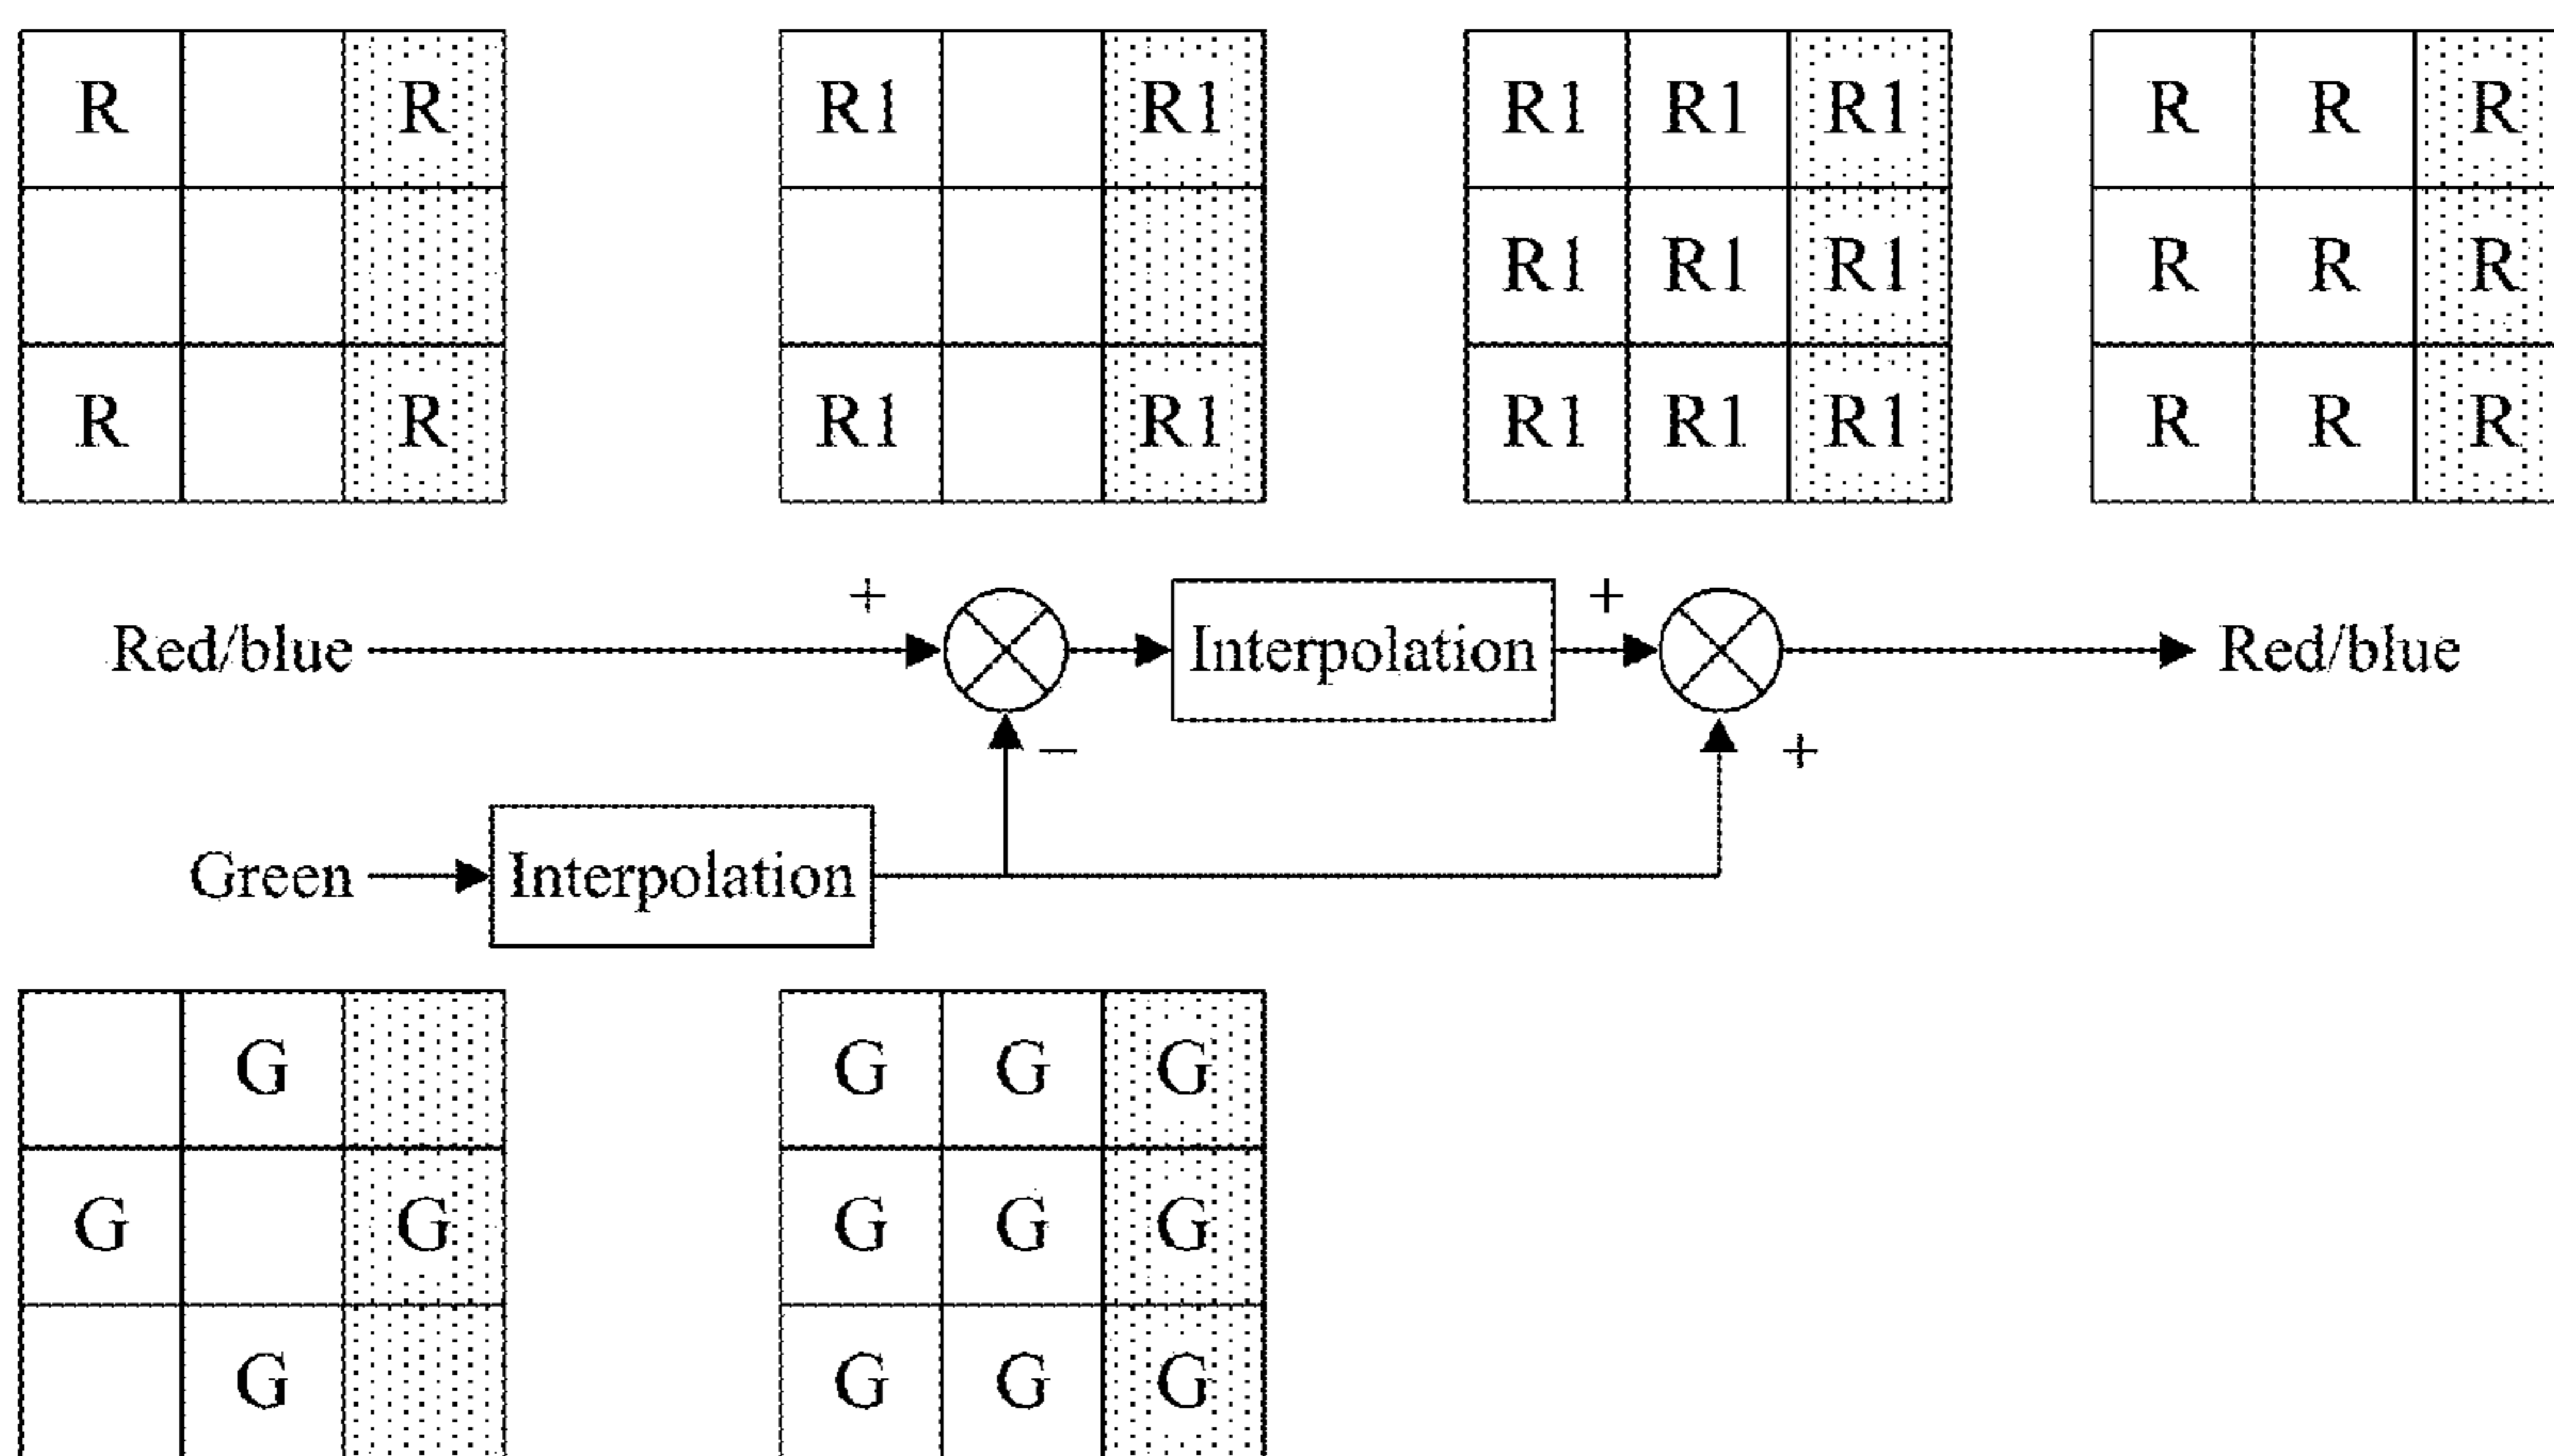 R R R1 R1 R1 R1 R1 R R R
R1 R1 R1 R R R
R R R1 R1 R1 R1 R1 R R R
+ +
Red/blue Interpolation Red/blue
− +
Green Interpolation
G G G G
G G G G G
G G G G